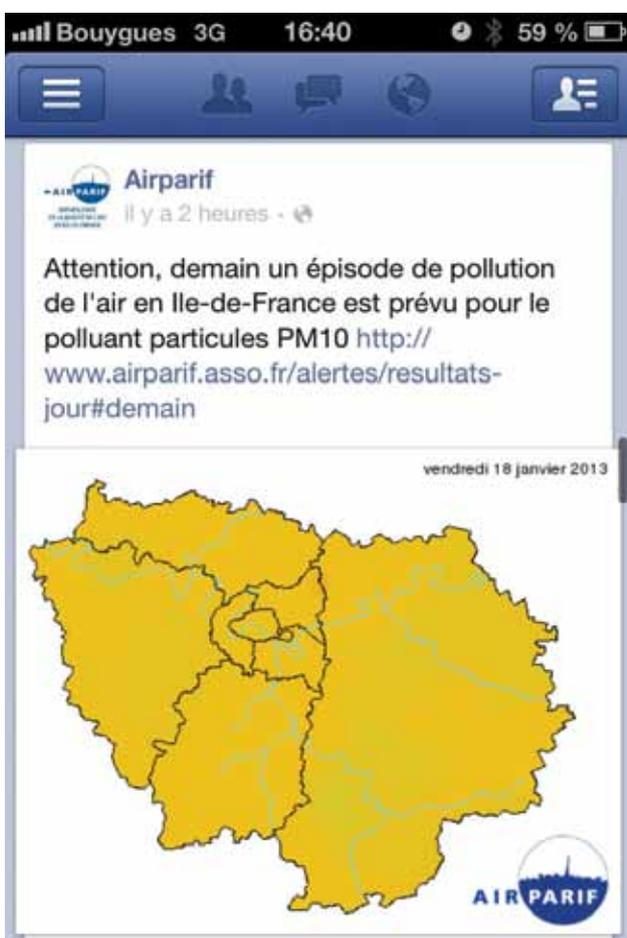 Bouygues 3G 16:40 59 %
AIRPARIF
Airparif
il y a 2 heures
Attention, demain un épisode de pollution
de l'air en Ile-de-France est prévu pour le
polluant particules PM10 http://
www.airparif.asso.fr/alertes/resultats-
jour#demain
vendredi 18 janvier 2013
AIRPARIF